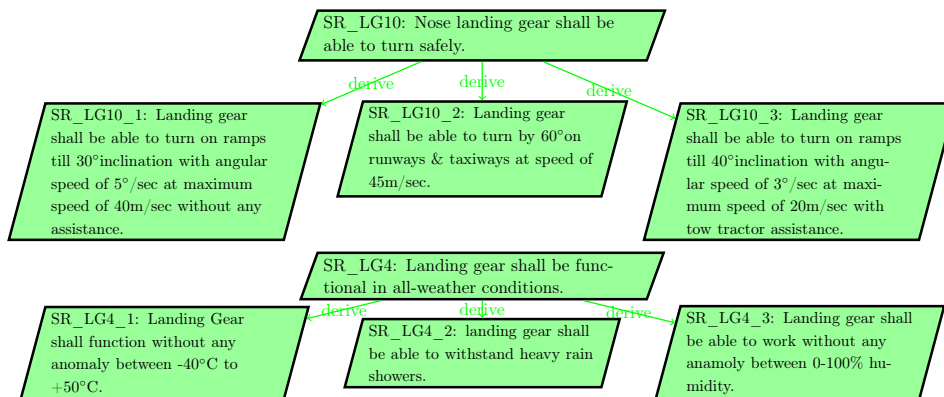 SR_LG10: Nose landing gear shall be
able to turn safely.
derive
derive
derive
SR_LG10_1: Landing gear
shall be able to turn on ramps
till 30°inclination with angular
speed of 5°/sec at maximum
speed of 40m/sec without any
assistance.
SR_LG10_2: Landing gear
shall be able to turn by 60°on
runways & taxiways at speed of
45m/sec.
SR_LG10_3: Landing gear
shall be able to turn on ramps
till 40°inclination with angu-
lar speed of 3°/sec at maxi-
mum speed of 20m/sec with
tow tractor assistance.
SR_LG4: Landing gear shall be func-
tional in all-weather conditions.
derive
derive
derive
SR_LG4_1: Landing Gear
shall function without any
anomaly between -40°C to
+50°C.
SR_LG4_2: landing gear shall
be able to withstand heavy rain
showers.
SR_LG4_3: Landing gear shall
be able to work without any
anamoly between 0-100% hu-
midity.